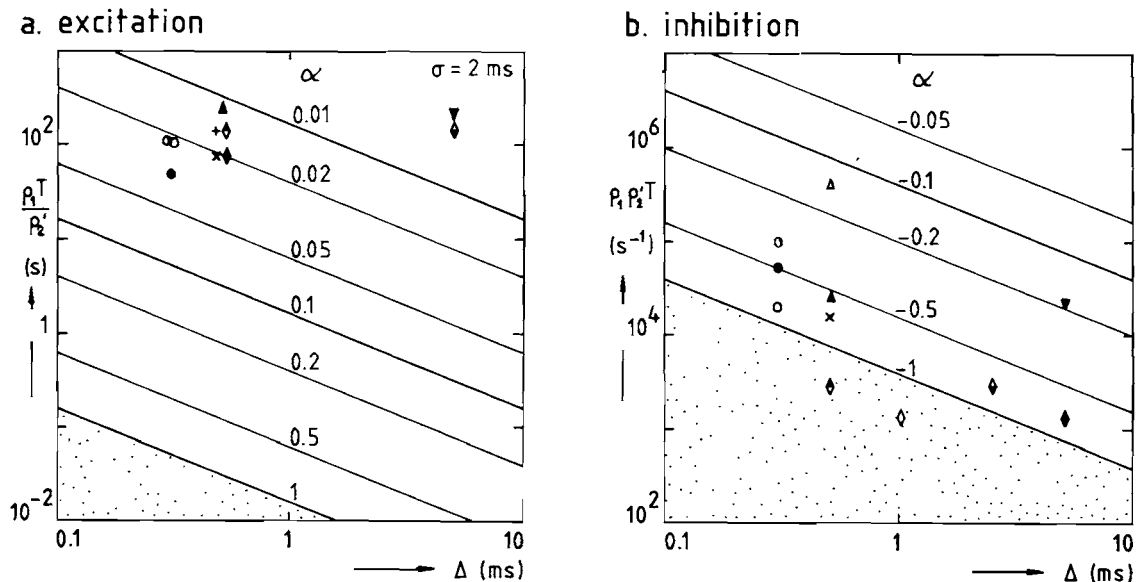 a. excitation
α
σ = 2 ms
0.01
10²
0.02
ρ₁T
ρ₂'
0.05
(s)
0.1
1
0.2
0.5
10⁻²
1
0.1
1
10
Δ (ms)
b. inhibition
α
-0.05
10⁶
-0.1
ρ₁ρ₂'T
-0.2
(s⁻¹)
-0.5
10⁴
-1
10²
0.1
1
10
Δ (ms)